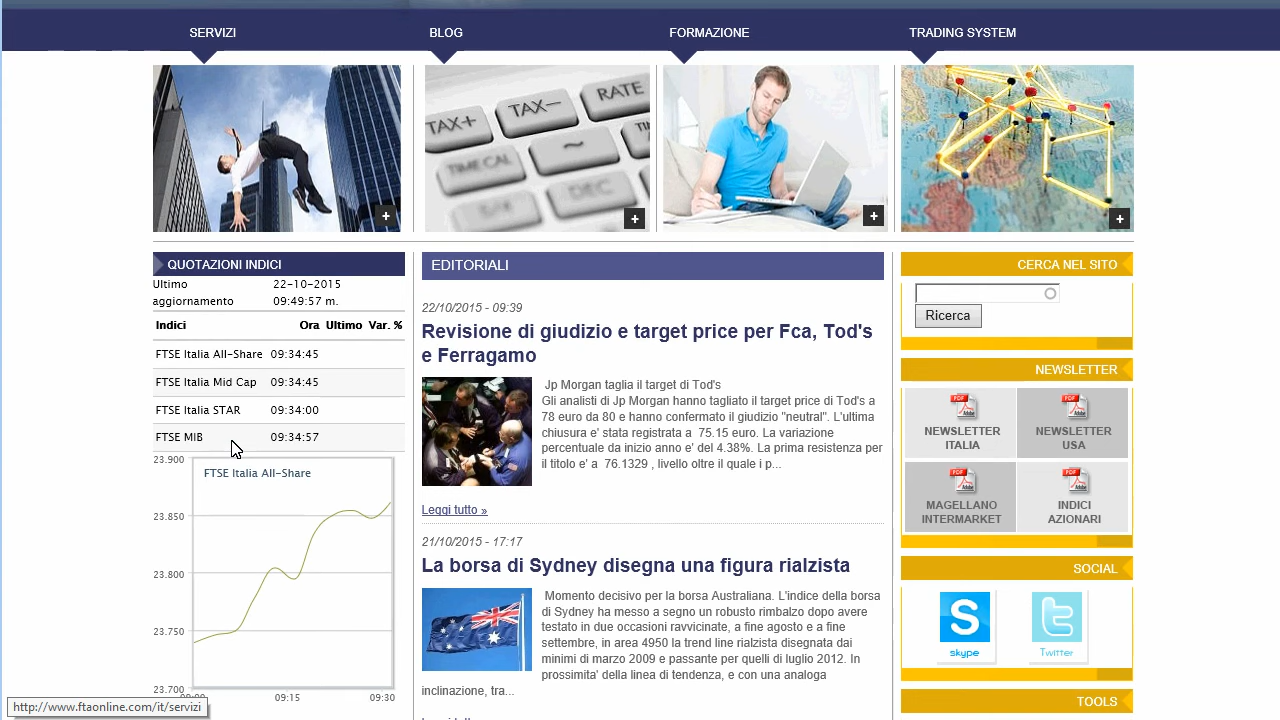 SERVIZI
BLOG
FORMAZIONE
TRADING SYSTEM
TAX+
TAX−
RATE
TIMECAL
DEC
+
+
+
+
QUOTAZIONI INDICI
Ultimo aggiornamento
22-10-2015 09:49:57 m.
Indici Ora Ultimo Var. %
FTSE Italia All-Share 09:34:45
FTSE Italia Mid Cap 09:34:45
FTSE Italia STAR 09:34:00
FTSE MIB 09:34:57
FTSE Italia All-Share
23.900
23.850
23.800
23.750
23.700
09:15
09:30
http://www.ftaonline.com/it/servizi
EDITORIALI
22/10/2015 - 09:39
Revisione di giudizio e target price per Fca, Tod's
e Ferragamo
Jp Morgan taglia il target di Tod's
Gli analisti di Jp Morgan hanno tagliato il target price di Tod's a
78 euro da 80 e hanno confermato il giudizio "neutral". L'ultima
chiusura e' stata registrata a 75.15 euro. La variazione
percentuale da inizio anno e' del 4.38%. La prima resistenza per
il titolo e' a 76.1329 , livello oltre il quale i p...
Leggi tutto »
21/10/2015 - 17:17
La borsa di Sydney disegna una figura rialzista
Momento decisivo per la borsa Australiana. L'indice della borsa
di Sydney ha messo a segno un robusto rimbalzo dopo avere
testato in due occasioni ravvicinate, a fine agosto e a fine
settembre, in area 4950 la trend line rialzista disegnata dai
minimi di marzo 2009 e passante per quelli di luglio 2012. In
prossimita' della linea di tendenza, e con una analoga
inclinazione, tra...
CERCA NEL SITO
Ricerca
NEWSLETTER
PDF
NEWSLETTER
ITALIA
PDF
NEWSLETTER
USA
PDF
MAGELLANO
INTERMARKET
PDF
INDICI
AZIONARI
SOCIAL
skype
Twitter
TOOLS